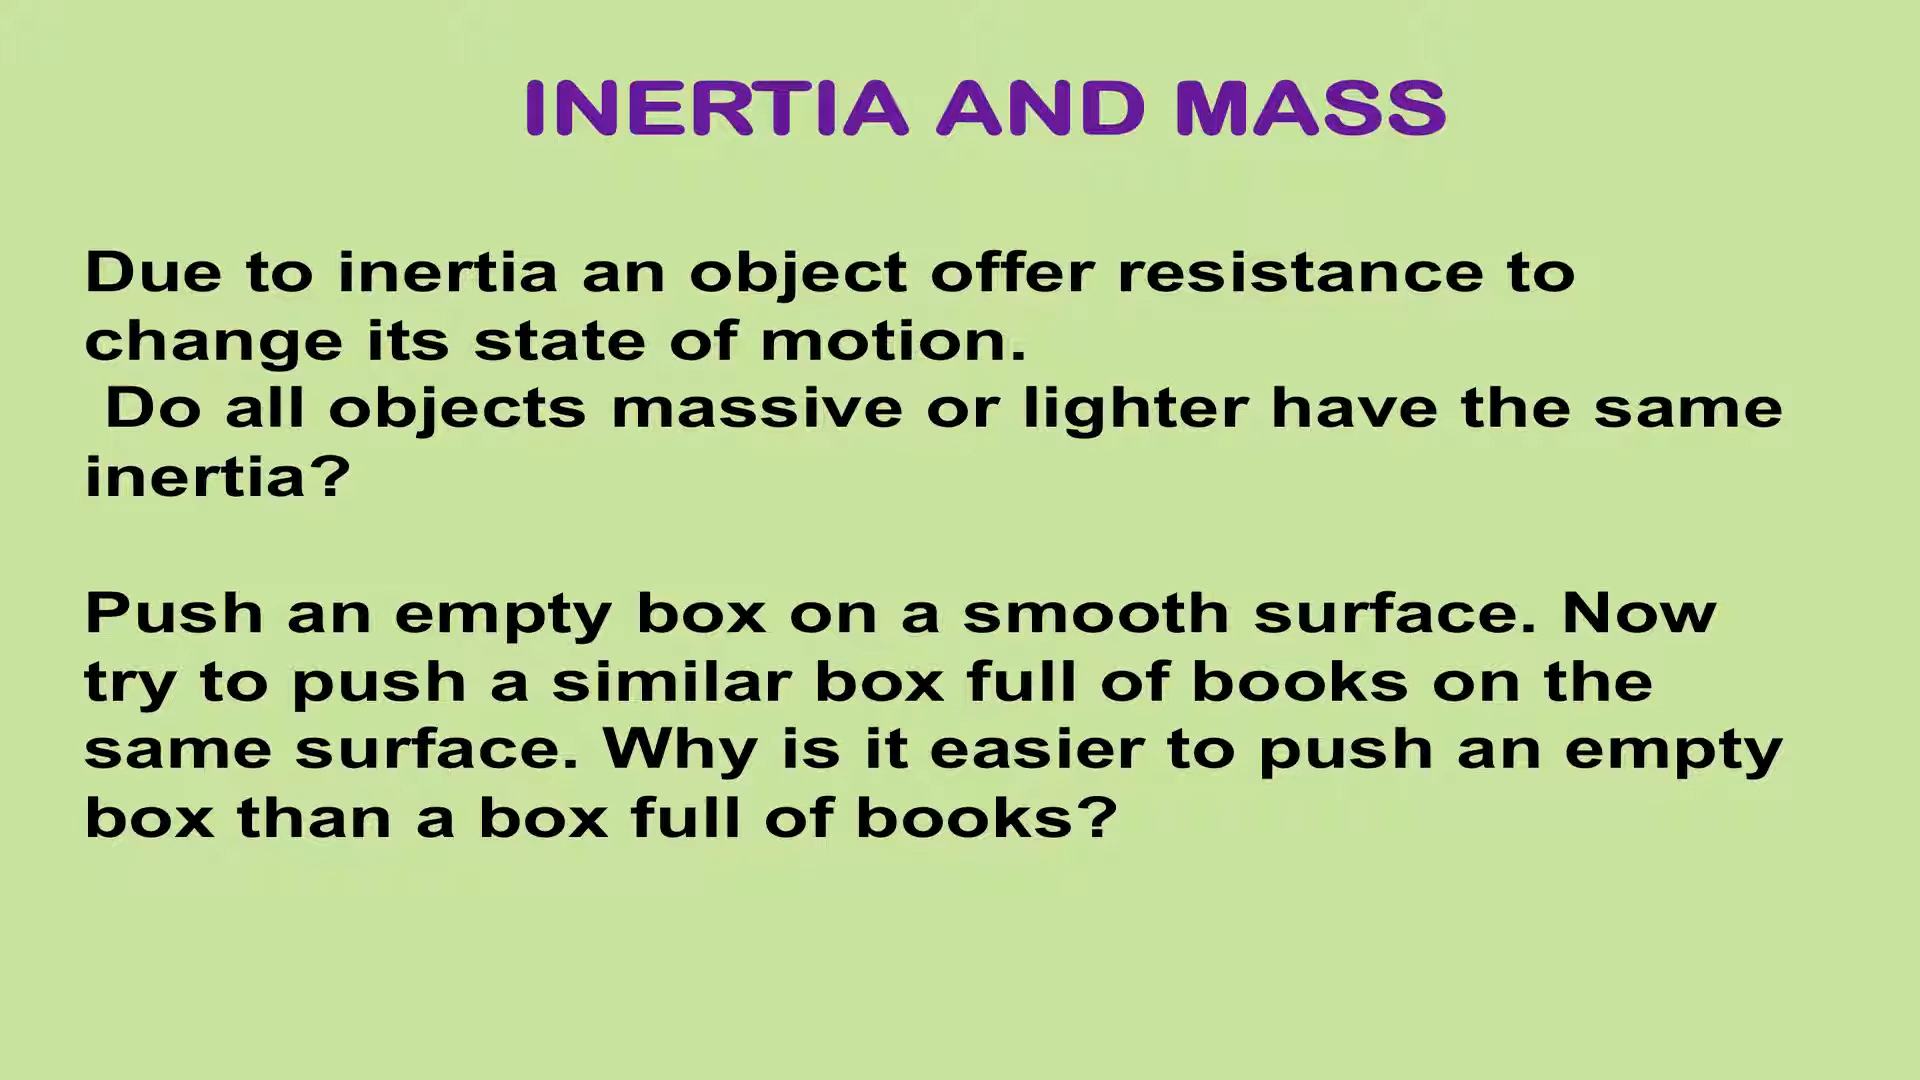 INERTIA AND MASS
Due to inertia an object offer resistance to
change its state of motion.
Do all objects massive or lighter have the same
inertia?
Push an empty box on a smooth surface. Now
try to push a similar box full of books on the
same surface. Why is it easier to push an empty
box than a box full of books?